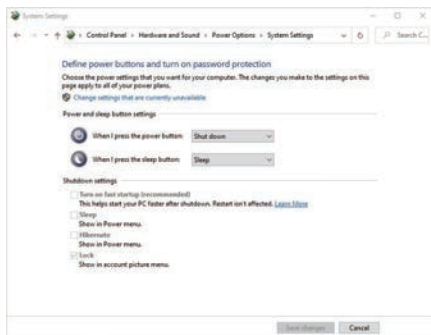 System Settings
Control Panel › Hardware and Sound › Power Options › System Settings
Search C...
Define power buttons and turn on password protection
Choose the power settings that you want for your computer. The changes you make to the settings on this
page apply to all of your power plans.
Change settings that are currently unavailable
Power and sleep button settings
When I press the power button: Shut down
When I press the sleep button: Sleep
Shutdown settings
Turn on fast startup (recommended)
This helps start your PC faster after shutdown. Restart isn't affected. Learn More
Sleep
Show in Power menu.
Hibernate
Show in Power menu.
Lock
Show in account picture menu.
Save changes Cancel